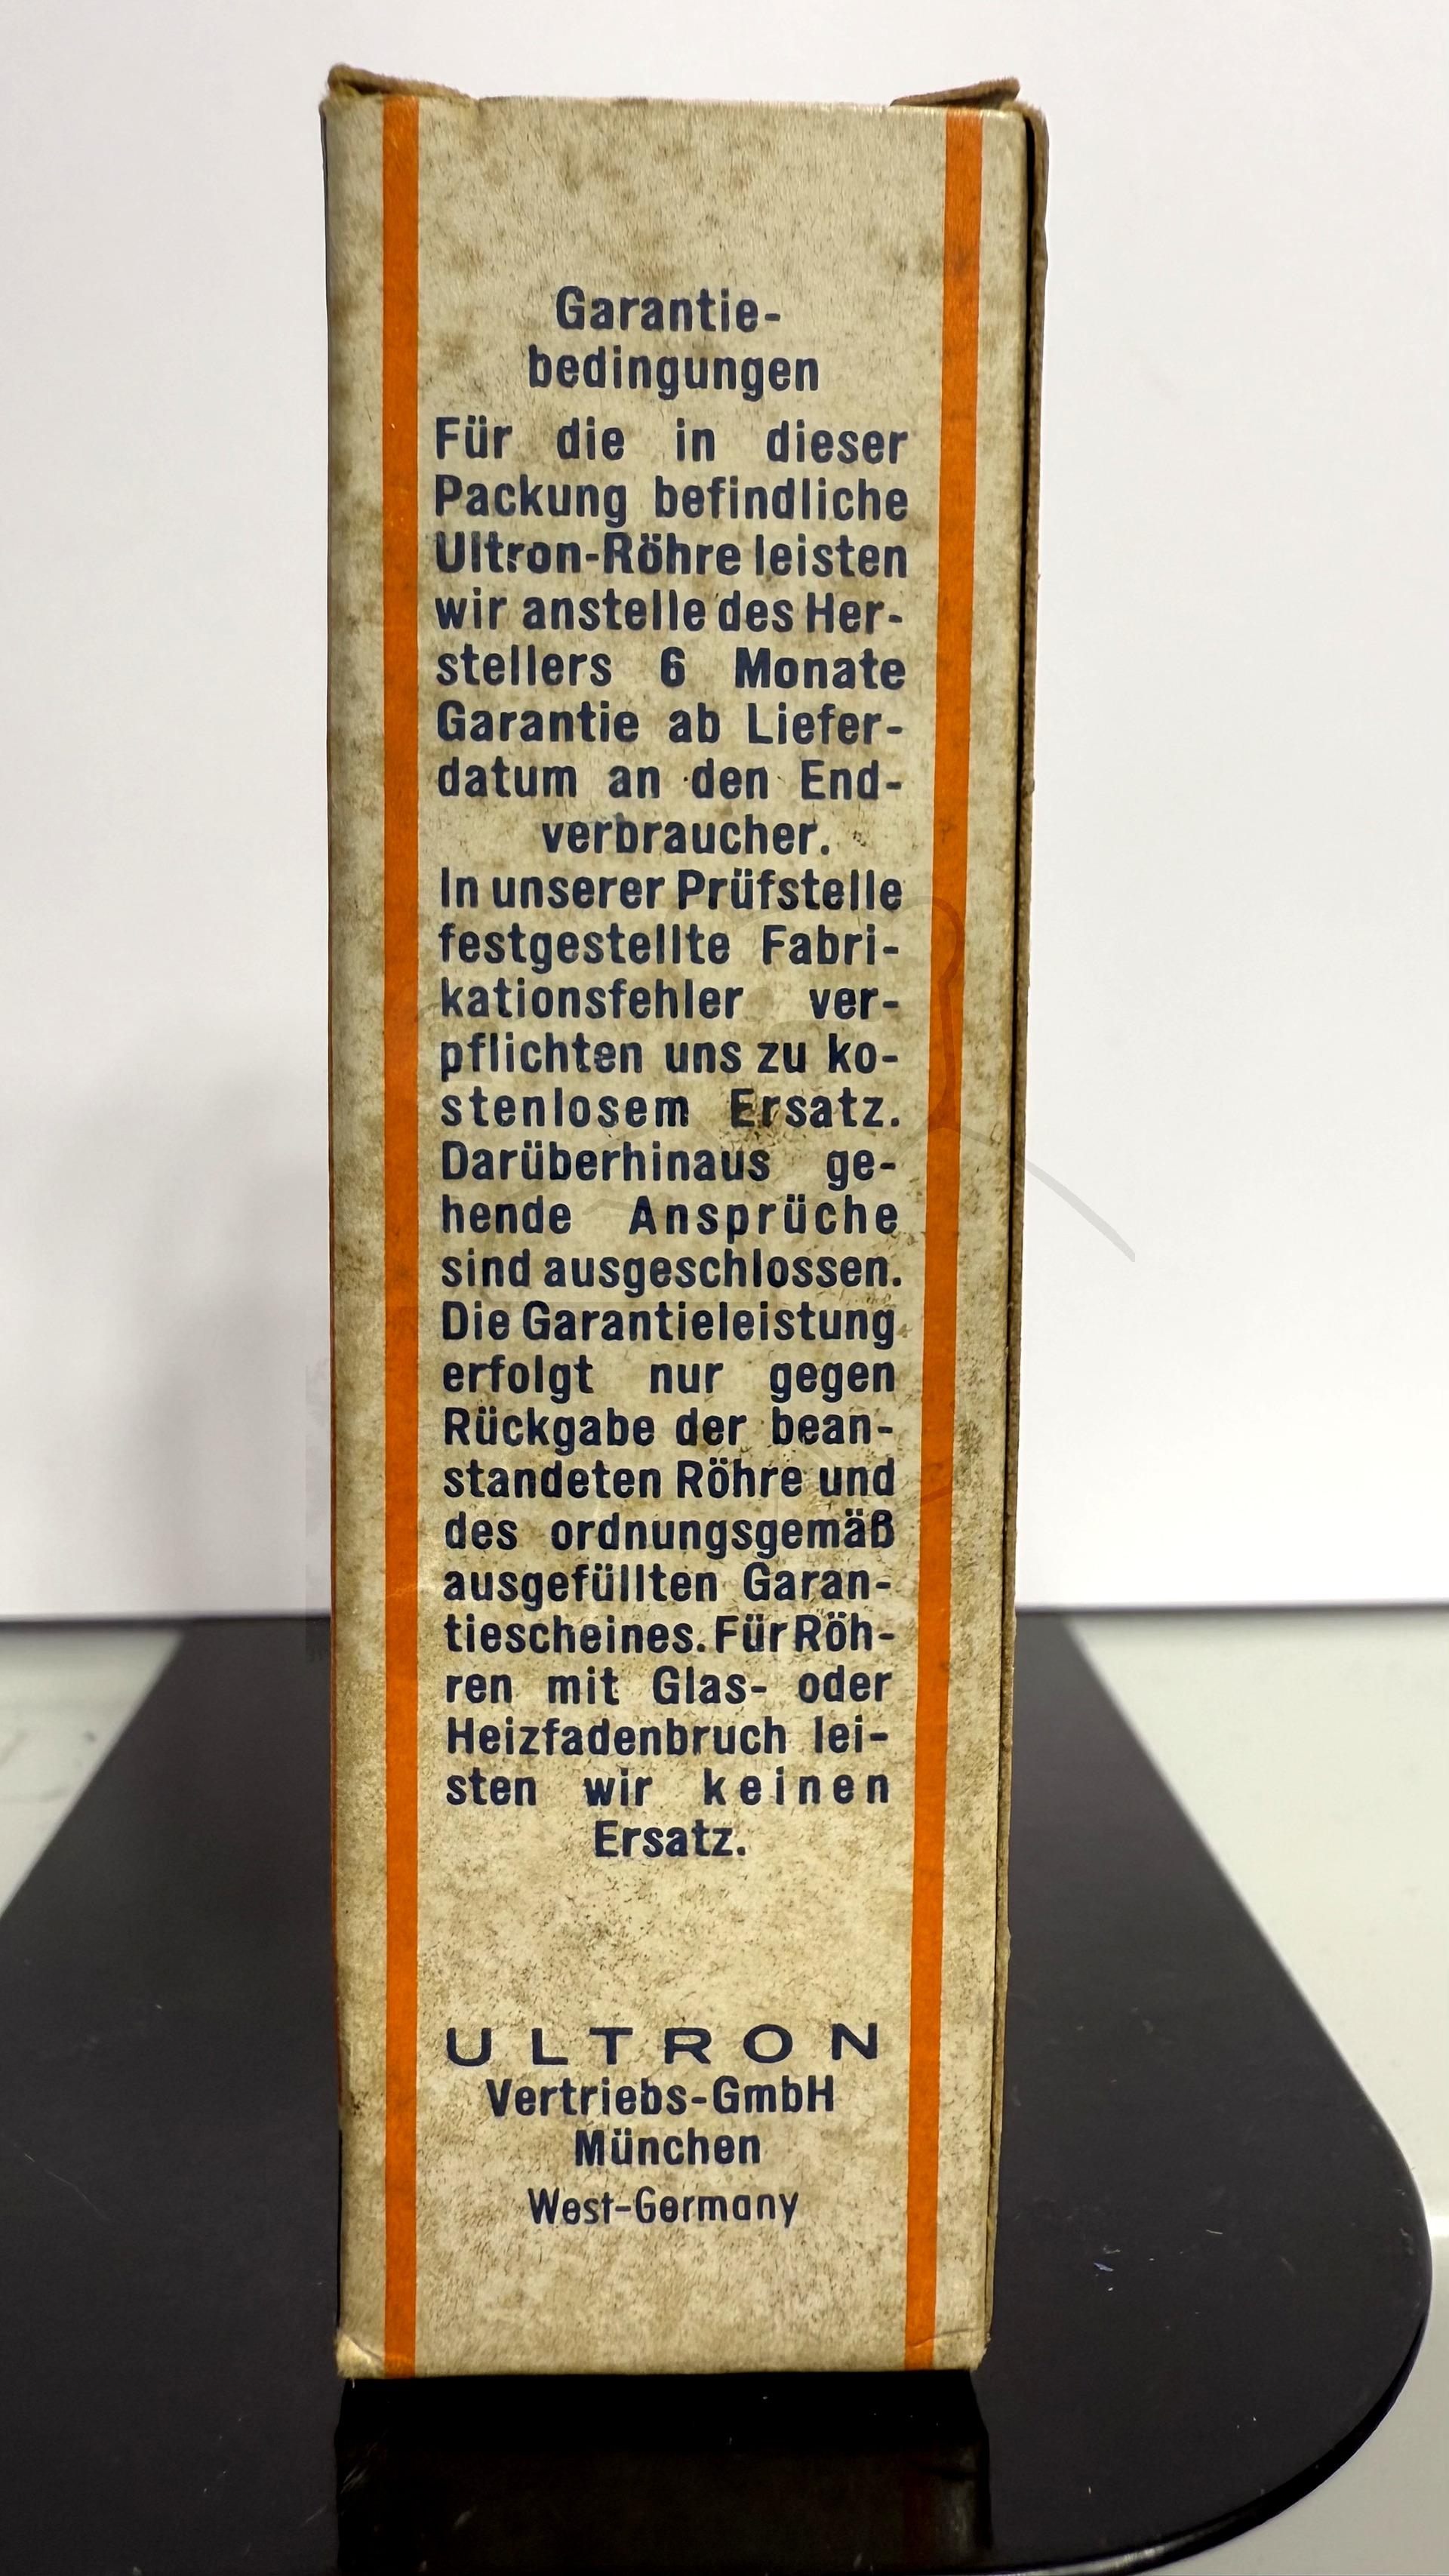 Garantie-
bedingungen
Für die in dieser
Packung befindliche
Ultron-Röhre leisten
wir anstelle des Her-
stellers 6 Monate
Garantie ab Liefer-
datum an den End-
verbraucher.
In unserer Prüfstelle
festgestellte Fabri-
kationsfehler ver-
pflichten uns zu ko-
stenlosem Ersatz.
Darüberhinaus ge-
hende Ansprüche
sind ausgeschlossen.
Die Garantieleistung
erfolgt nur gegen
Rückgabe der bean-
standeten Röhre und
des ordnungsgemäß
ausgefüllten Garan-
tiescheines. Für Röh-
ren mit Glas- oder
Heizfadenbruch lei-
sten wir keinen
Ersatz.
ULTRON
Vertriebs-GmbH
München
West-Germany